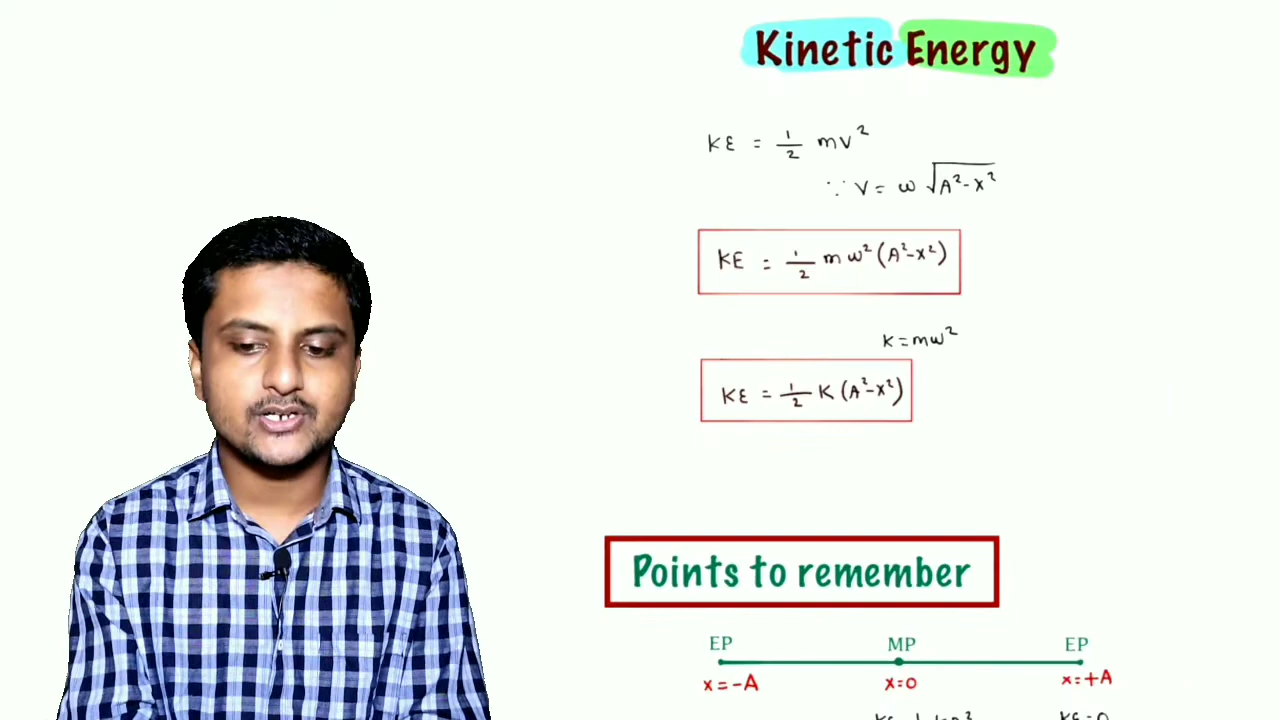 Kinetic Energy
KE = 1/2 mv²
∵ V = ω √A²-x²
KE = 1/2 m ω² (A²-x²)
K = mω²
KE = 1/2 K (A²-x²)
Points to remember
EP MP EP
x=-A x=0 x=+A